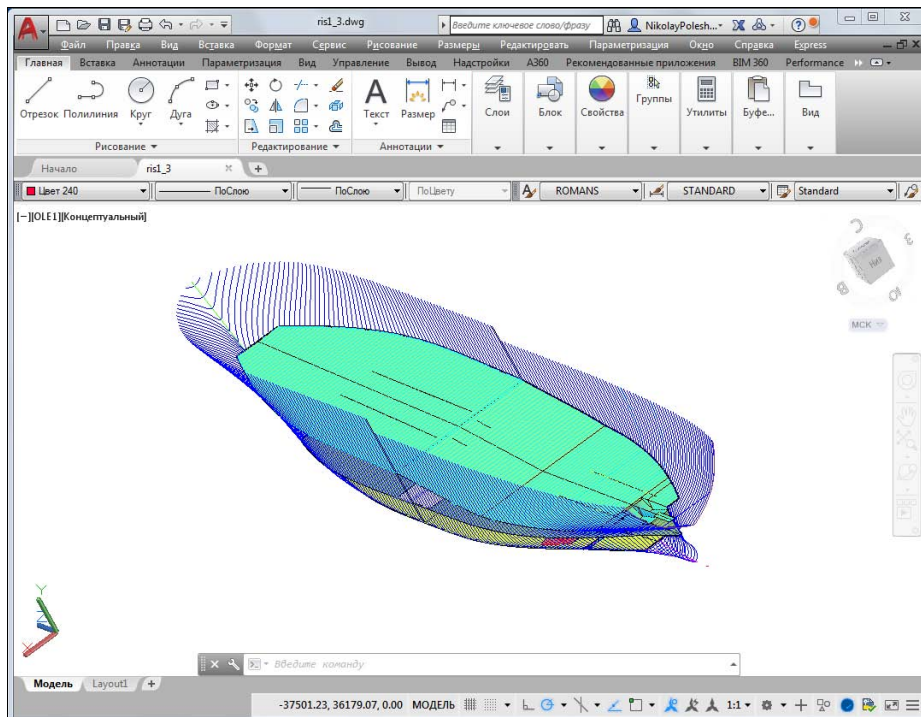 ris1_3.dwg
Введите ключевое слово/фразу
NikolayPolesh...
Файл Правка Вид Вставка Формат Сервис Рисование Размеры Редактировать Параметризация Окно Справка Express
Главная Вставка Аннотации Параметризация Вид Управление Вывод Надстройки A360 Рекомендованные приложения BIM 360 Performance
Отрезок Полилиния Круг Дуга Текст Размер Слои Блок Свойства Группы Утилиты Буфе... Вид
Рисование Редактирование Аннотации
Начало ris1_3
Цвет 240 ПоСлою ПоСлою ПоЦвету ROMANS STANDARD Standard
[−][OLE1][Концептуальный]
С
З
Низ
В
Ю
МСК
Y
Z
X
Введите команду
Модель Layout1
-37501.23, 36179.07, 0.00 МОДЕЛЬ 1:1